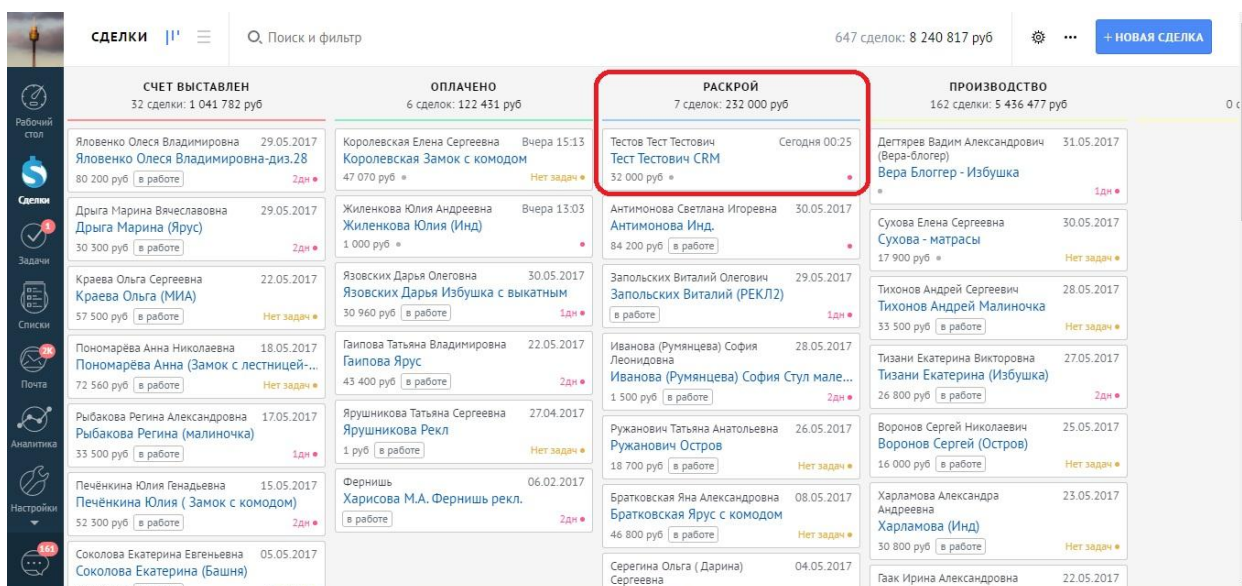 СДЕЛКИ
Поиск и фильтр
647 сделок: 8 240 817 руб
+ НОВАЯ СДЕЛКА
Рабочий
стол
Сделки
1
Задачи
Списки
2K
Почта
Аналитика
Настройки
161
СЧЕТ ВЫСТАВЛЕН
32 сделки: 1 041 782 руб
Яловенко Олеся Владимировна 29.05.2017
Яловенко Олеся Владимировна-диз.28
80 200 руб в работе 2дн
Дрыга Марина Вячеславовна 29.05.2017
Дрыга Марина (Ярус)
30 300 руб в работе 2дн
Краева Ольга Сергеевна 22.05.2017
Краева Ольга (МИА)
57 500 руб в работе Нет задач
Пономарёва Анна Николаевна 18.05.2017
Пономарёва Анна (Замок с лестницей-...
72 560 руб в работе Нет задач
Рыбакова Регина Александровна 17.05.2017
Рыбакова Регина (малиночка)
33 500 руб в работе 1дн
Печёнкина Юлия Генадьевна 15.05.2017
Печёнкина Юлия ( Замок с комодом)
52 300 руб в работе 2дн
Соколова Екатерина Евгеньевна 05.05.2017
Соколова Екатерина (Башня)
ОПЛАЧЕНО
6 сделок: 122 431 руб
Королевская Елена Сергеевна Вчера 15:13
Королевская Замок с комодом
47 070 руб Нет задач
Жиленкова Юлия Андреевна Вчера 13:03
Жиленкова Юлия (Инд)
1 000 руб
Язовских Дарья Олеговна 30.05.2017
Язовских Дарья Избушка с выкатным
30 960 руб в работе 1дн
Гаипова Татьяна Владимировна 22.05.2017
Гаипова Ярус
43 400 руб в работе 2дн
Ярушникова Татьяна Сергеевна 27.04.2017
Ярушникова Рекл
1 руб в работе Нет задач
Фернишь 06.02.2017
Харисова М.А. Фернишь рекл.
в работе 2дн
РАСКРОЙ
7 сделок: 232 000 руб
Тестов Тест Тестович Сегодня 00:25
Тест Тестович CRM
32 000 руб
Антимонова Светлана Игоревна 30.05.2017
Антимонова Инд.
84 200 руб в работе
Запольских Виталий Олегович 29.05.2017
Запольских Виталий (РЕКЛ2)
в работе 1дн
Иванова (Румянцева) София 28.05.2017
Леонидовна
Иванова (Румянцева) София Стул мале...
1 500 руб в работе 2дн
Ружанович Татьяна Анатольевна 26.05.2017
Ружанович Остров
18 700 руб в работе Нет задач
Братковская Яна Александровна 08.05.2017
Братковская Ярус с комодом
46 800 руб в работе Нет задач
Серегина Ольга ( Дарина) 04.05.2017
Сергеевна
ПРОИЗВОДСТВО
162 сделки: 5 436 477 руб
Дегтярев Вадим Александрович 31.05.2017
(Вера-блогер)
Вера Блоггер - Избушка
1дн
Сухова Елена Сергеевна 30.05.2017
Сухова - матрасы
17 900 руб Нет задач
Тихонов Андрей Сергеевич 28.05.2017
Тихонов Андрей Малиночка
33 500 руб в работе Нет задач
Тизани Екатерина Викторовна 27.05.2017
Тизани Екатерина (Избушка)
26 800 руб в работе 2дн
Воронов Сергей Николаевич 25.05.2017
Воронов Сергей (Остров)
16 000 руб в работе Нет задач
Харламова Александра 23.05.2017
Андреевна
Харламова (Инд)
30 800 руб в работе Нет задач
Гаак Ирина Александровна 22.05.2017